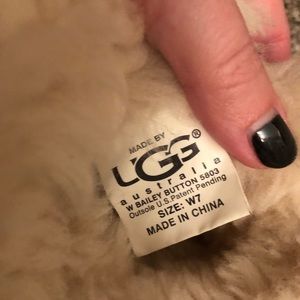 MADE BY
UGG®
australia
W BAILEY BUTTON 5803
Outsole U.S.Patent Pending
SIZE: W7
MADE IN CHINA